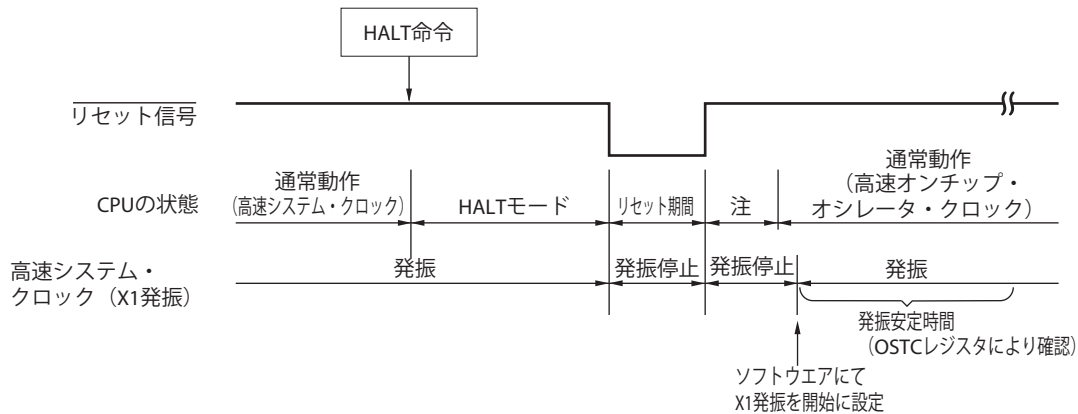 HALT命令
リセット信号
通常動作
(高速システム・クロック)
CPUの状態
HALTモード
リセット期間
注
通常動作
(高速オンチップ・
オシレータ・クロック)
高速システム・
クロック(X1発振)
発振
発振停止
発振停止
発振
発振安定時間
(OSTCレジスタにより確認)
ソフトウエアにて
X1発振を開始に設定